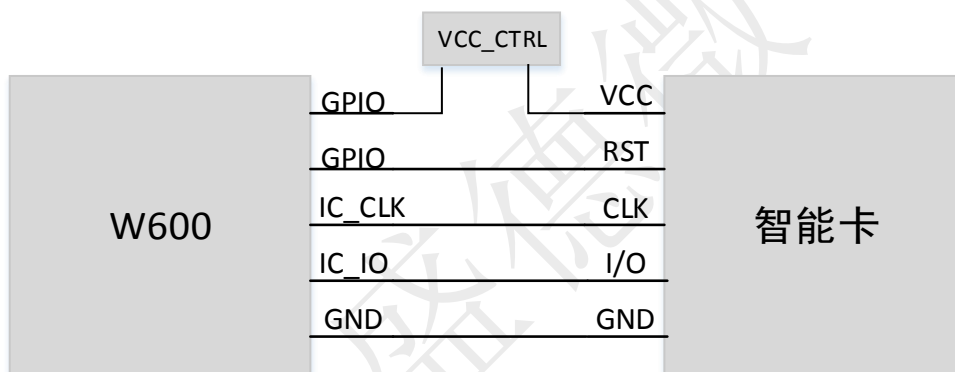 VCC_CTRL
GPIO VCC
GPIO RST
W600 IC_CLK CLK 智能卡
IC_IO I/O
GND GND